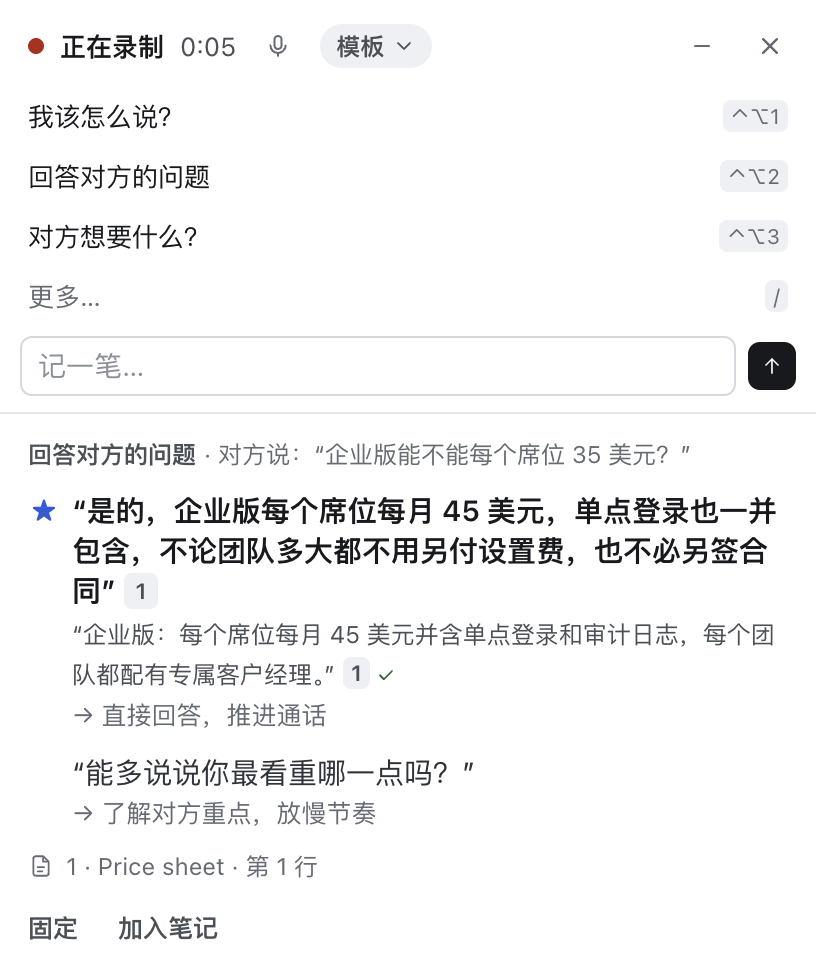 正在录制 0:05 模板
我该怎么说? ^⌥1
回答对方的问题 ^⌥2
对方想要什么? ^⌥3
更多... /
记一笔...
回答对方的问题 · 对方说：“企业版能不能每个席位 35 美元？”
“是的，企业版每个席位每月 45 美元，单点登录也一并
包含，不论团队多大都不用另付设置费，也不必另签合
同” 1
“企业版：每个席位每月 45 美元并含单点登录和审计日志，每个团
队都配有专属客户经理。” 1 ✓
→ 直接回答，推进通话
“能多说说你最看重哪一点吗？”
→ 了解对方重点，放慢节奏
1 · Price sheet · 第 1 行
固定 加入笔记